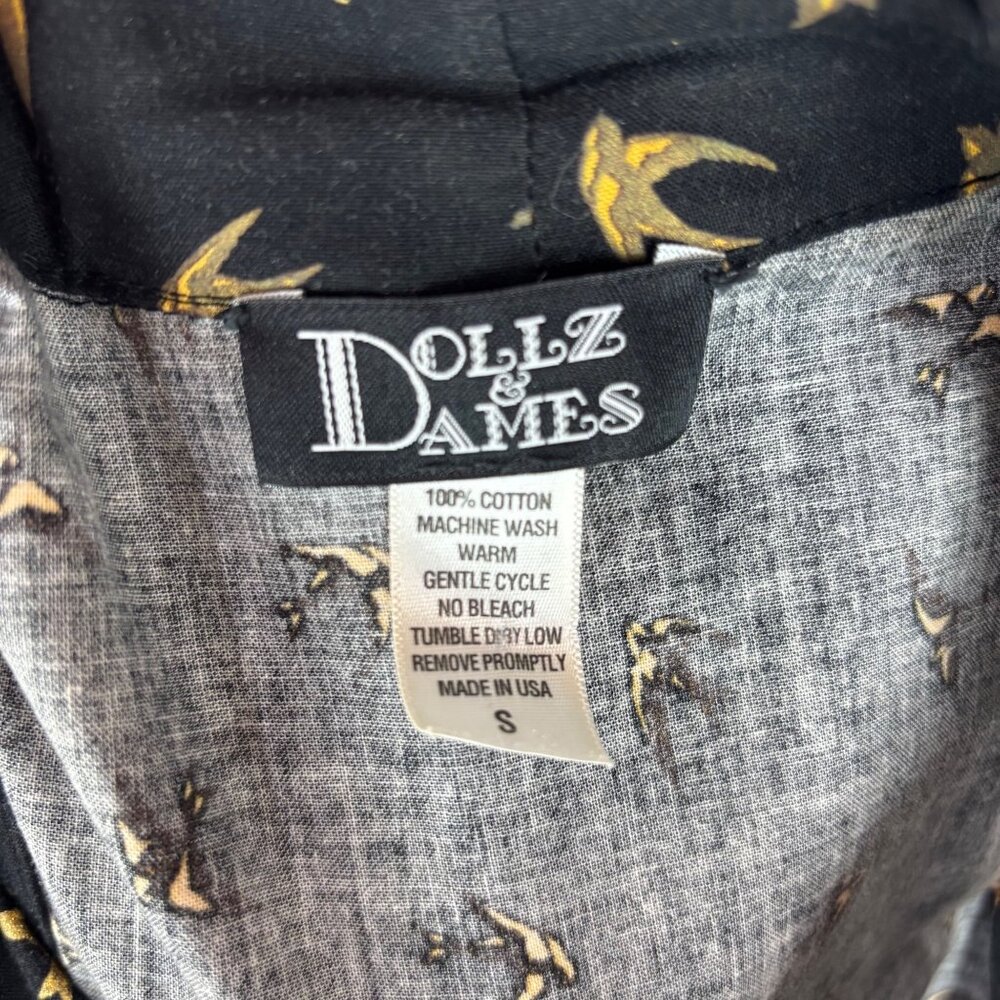 DOLLZ
&
DAMES
100% COTTON
MACHINE WASH
WARM
GENTLE CYCLE
NO BLEACH
TUMBLE DRY LOW
REMOVE PROMPTLY
MADE IN USA
S